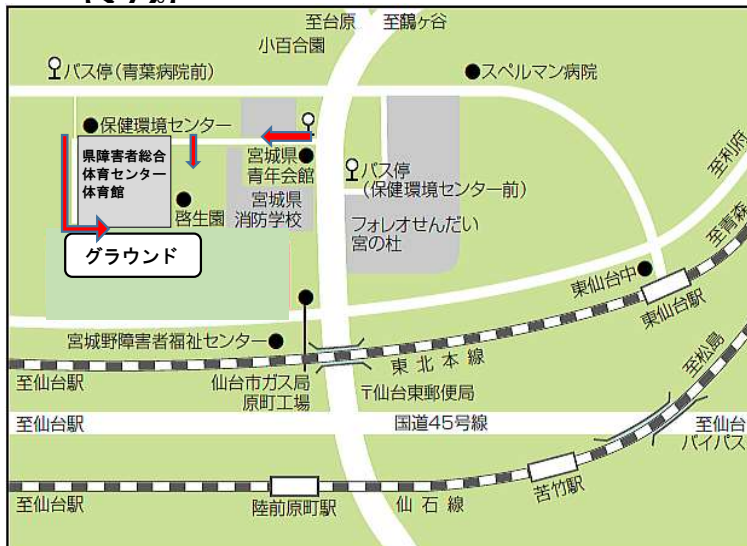 至台原
至鶴ヶ谷
小百合園
バス停(青葉病院前)
スペルマン病院
保健環境センター
県障害者総合
体育センター
体育館
宮城県
青年会館
バス停
(保健環境センター前)
至利府
啓生園
宮城県
消防学校
フォレオせんだい
宮の杜
至青森
グラウンド
東仙台中
東仙台駅
宮城野障害者福祉センター
東北本線
至松島
至仙台駅
仙台市ガス局
原町工場
〒仙台東郵便局
至仙台駅
国道45号線
至仙台
バイパス
苦竹駅
至仙台駅
陸前原町駅
仙石線